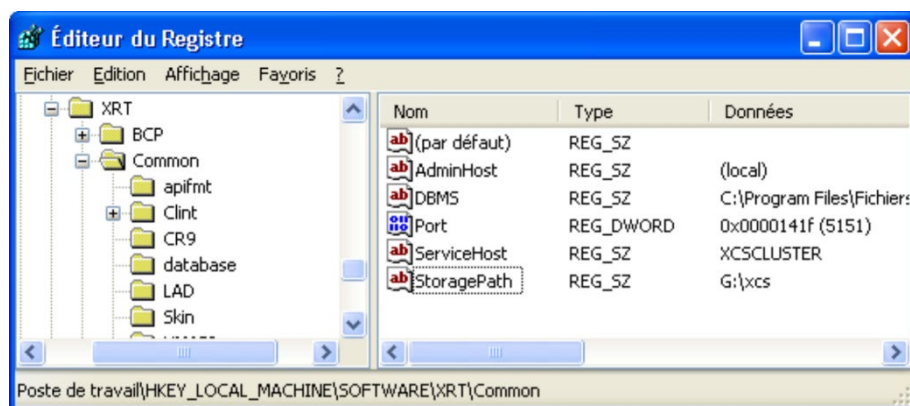 Éditeur du Registre
Fichier Edition Affichage Favoris ?
XRT
BCP
Common
apifmt
Clint
CR9
database
LAD
Skin
Nom Type Données
(par défaut) REG_SZ
AdminHost REG_SZ (local)
DBMS REG_SZ C:\Program Files\Fichiers
Port REG_DWORD 0x0000141f (5151)
ServiceHost REG_SZ XCSCLUSTER
StoragePath REG_SZ G:\xcs
Poste de travail\HKEY_LOCAL_MACHINE\SOFTWARE\XRT\Common